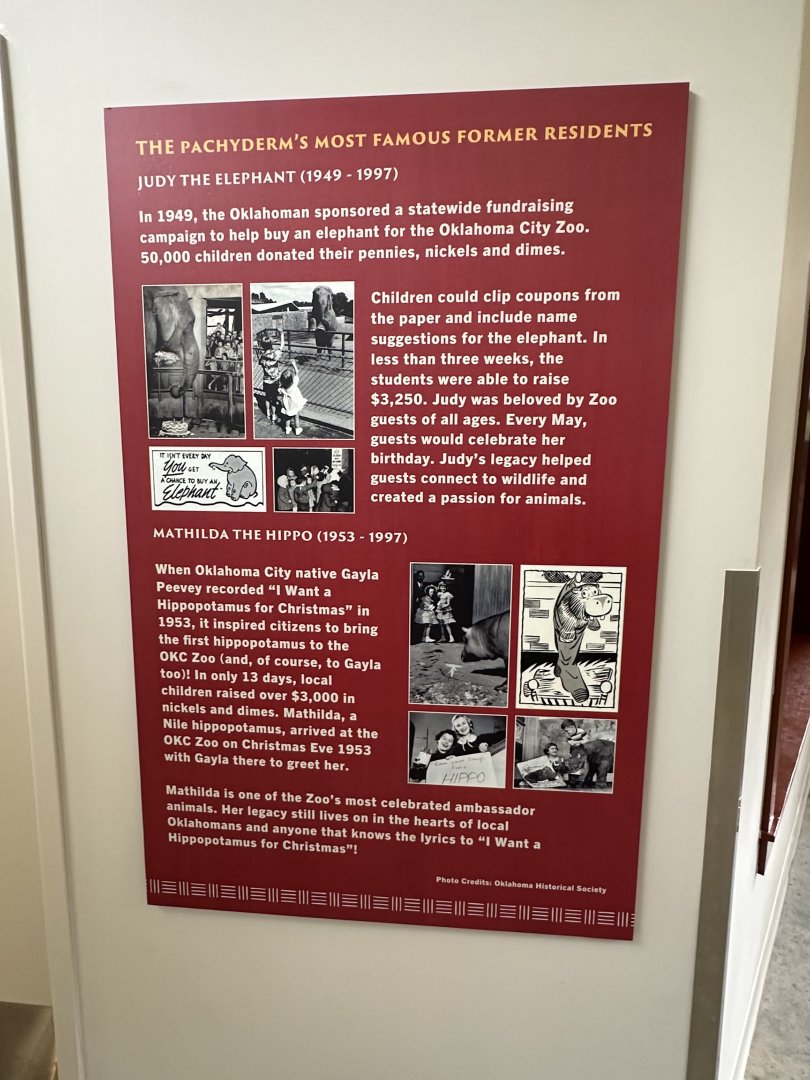 THE PACHYDERM'S MOST FAMOUS FORMER RESIDENTS
JUDY THE ELEPHANT (1949 - 1997)
In 1949, the Oklahoman sponsored a statewide fundraising
campaign to help buy an elephant for the Oklahoma City Zoo.
50,000 children donated their pennies, nickels and dimes.
Children could clip coupons from
the paper and include name
suggestions for the elephant. In
less than three weeks, the
students were able to raise
$3,250. Judy was beloved by Zoo
guests of all ages. Every May,
guests would celebrate her
birthday. Judy's legacy helped
guests connect to wildlife and
created a passion for animals.
IT ISN'T EVERY DAY
You GET
A CHANCE TO BUY AN
Elephant
MATHILDA THE HIPPO (1953 - 1997)
When Oklahoma City native Gayla
Peevey recorded “I Want a
Hippopotamus for Christmas” in
1953, it inspired citizens to bring
the first hippopotamus to the
OKC Zoo (and, of course, to Gayla
too)! In only 13 days, local
children raised over $3,000 in
nickels and dimes. Mathilda, a
Nile hippopotamus, arrived at the
OKC Zoo on Christmas Eve 1953
with Gayla there to greet her.
HIPPO
Mathilda is one of the Zoo's most celebrated ambassador
animals. Her legacy still lives on in the hearts of local
Oklahomans and anyone that knows the lyrics to “I Want a
Hippopotamus for Christmas”!
Photo Credits: Oklahoma Historical Society